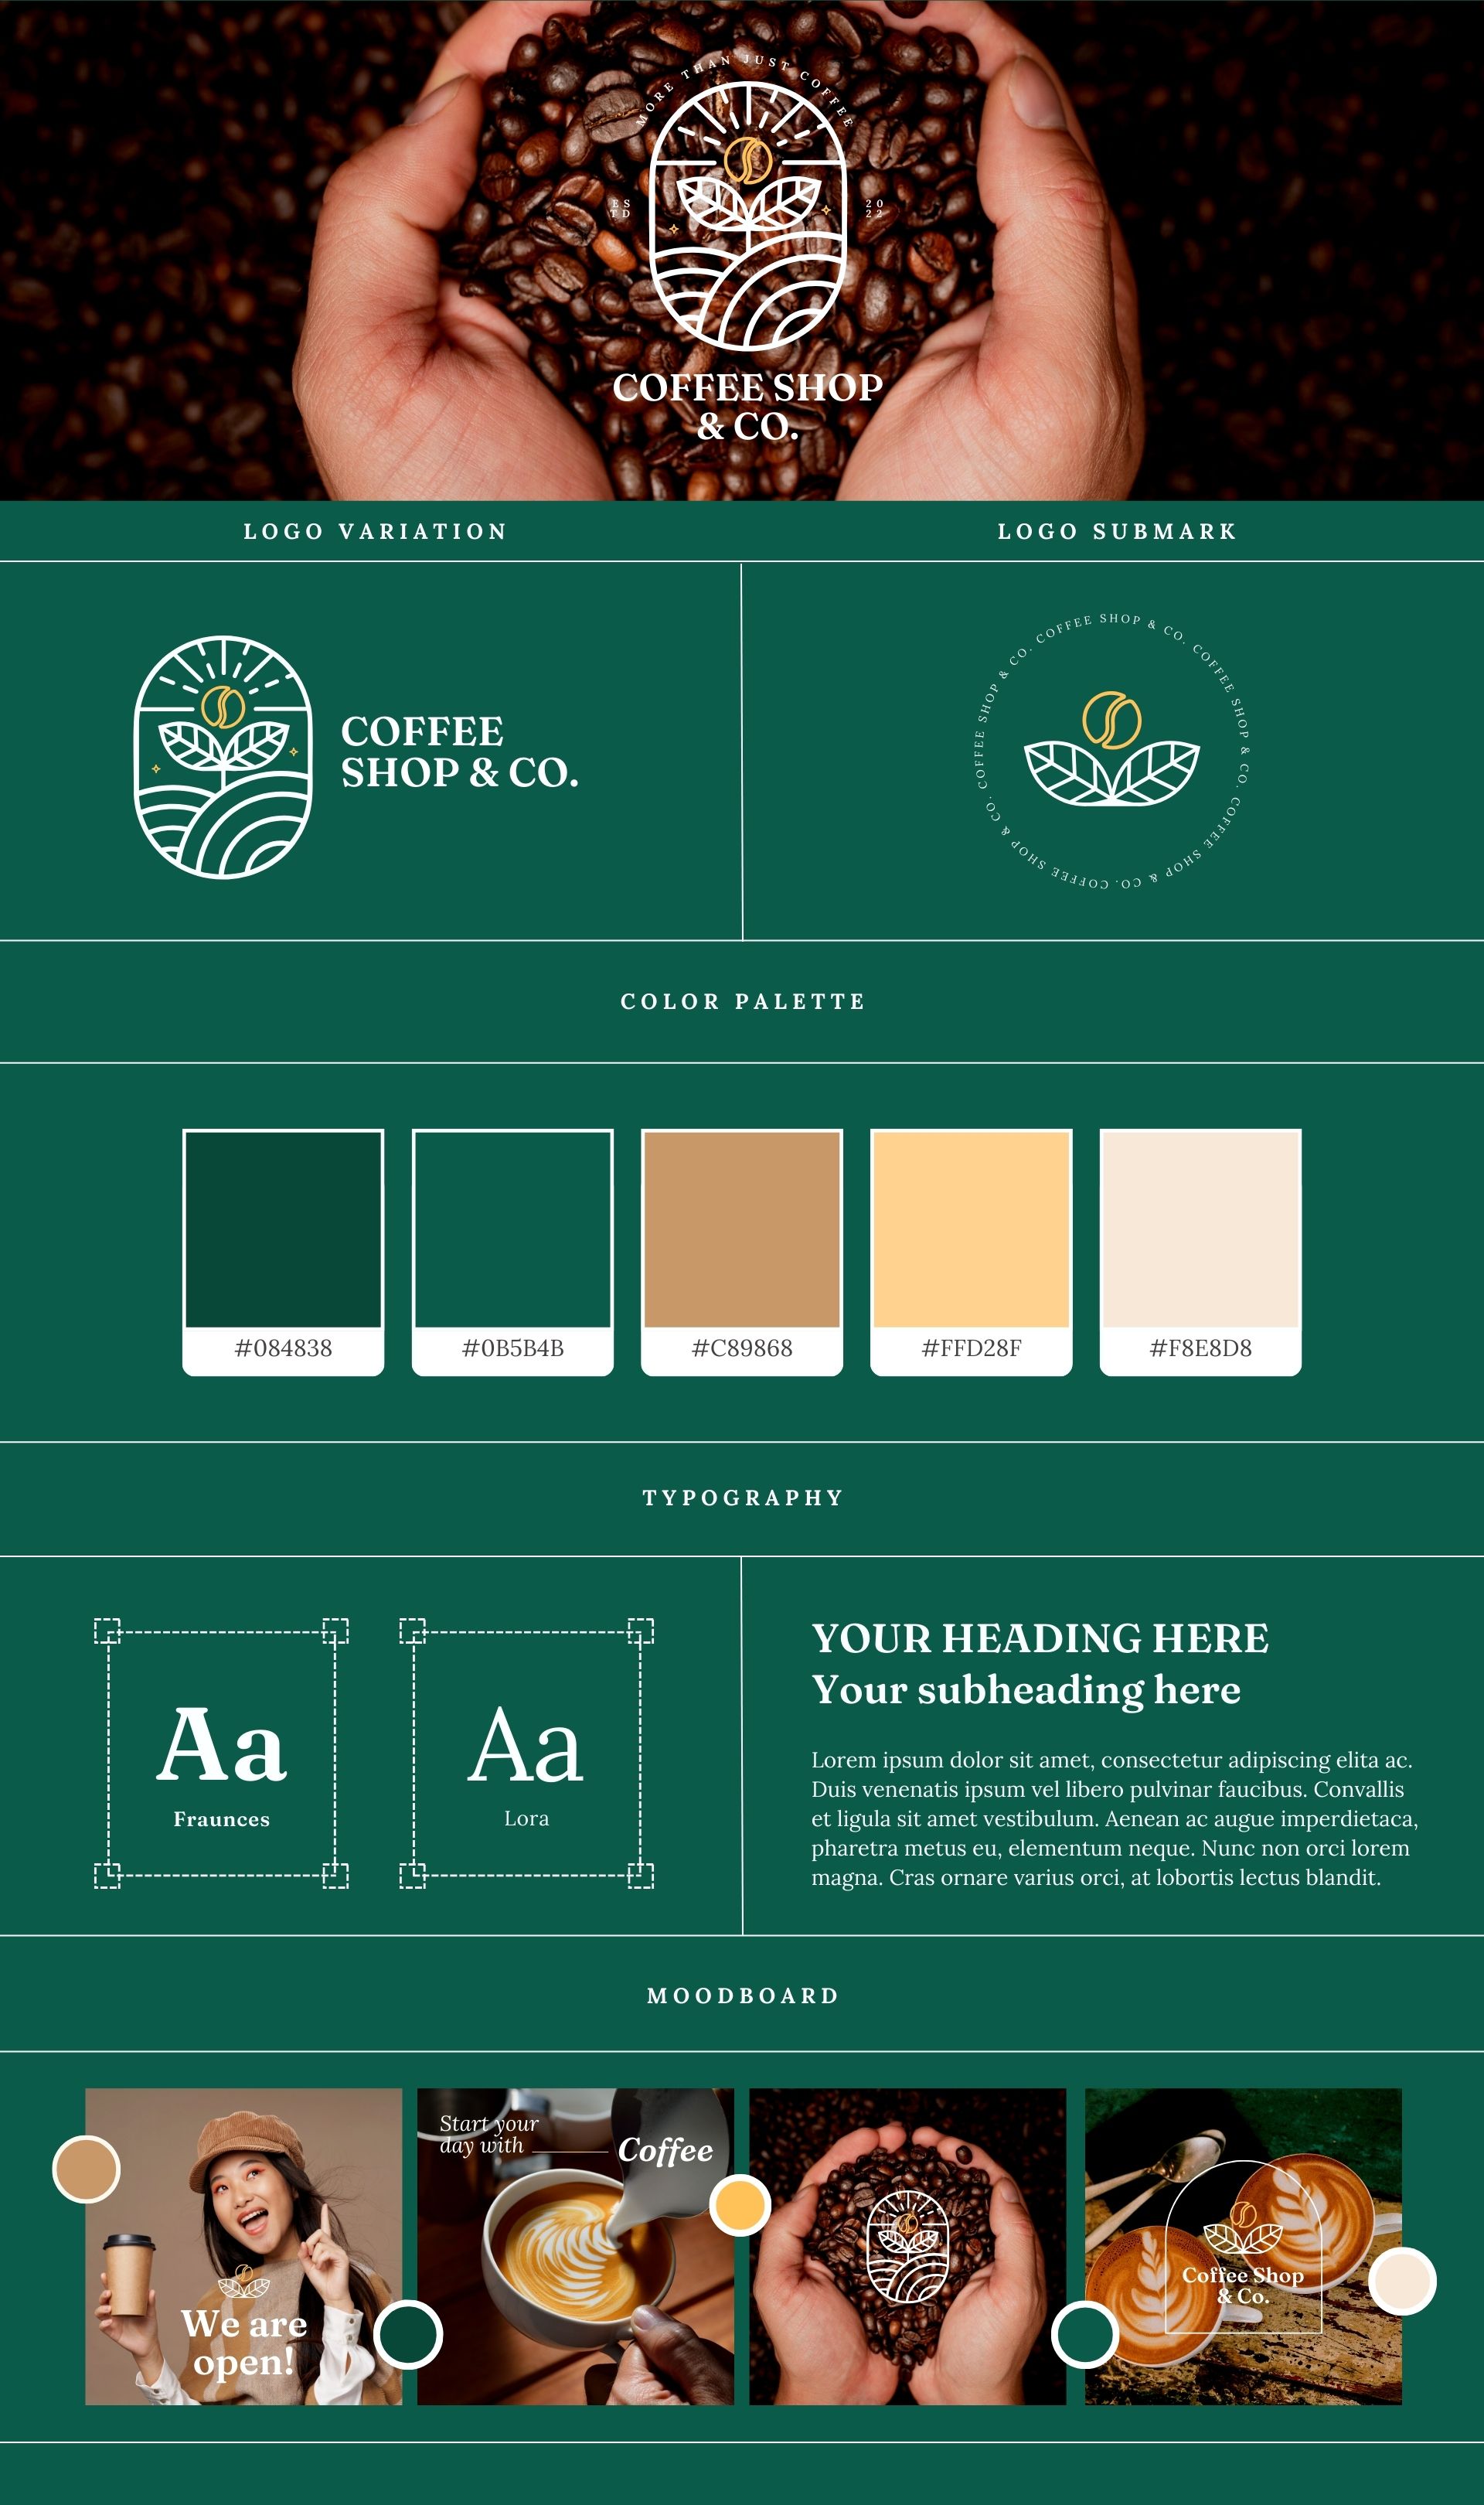 MORE THAN JUST COFFEE
ES
TD
20
22
COFFEE SHOP
& CO.
LOGO VARIATION
LOGO SUBMARK
COFFEE
SHOP & CO.
COFFEE SHOP & CO. COFFEE SHOP & CO. COFFEE SHOP & CO. COFFEE SHOP & CO. COFFEE SHOP & CO.
COLOR PALETTE
#084838
#0B5B4B
#C89868
#FFD28F
#F8E8D8
TYPOGRAPHY
Aa
Fraunces
Aa
Lora
YOUR HEADING HERE
Your subheading here
Lorem ipsum dolor sit amet, consectetur adipiscing elita ac.
Duis venenatis ipsum vel libero pulvinar faucibus. Convallis
et ligula sit amet vestibulum. Aenean ac augue imperdietaca,
pharetra metus eu, elementum neque. Nunc non orci lorem
magna. Cras ornare varius orci, at lobortis lectus blandit.
MOODBOARD
We are
open!
Start your
day with
Coffee
Coffee Shop
& Co.